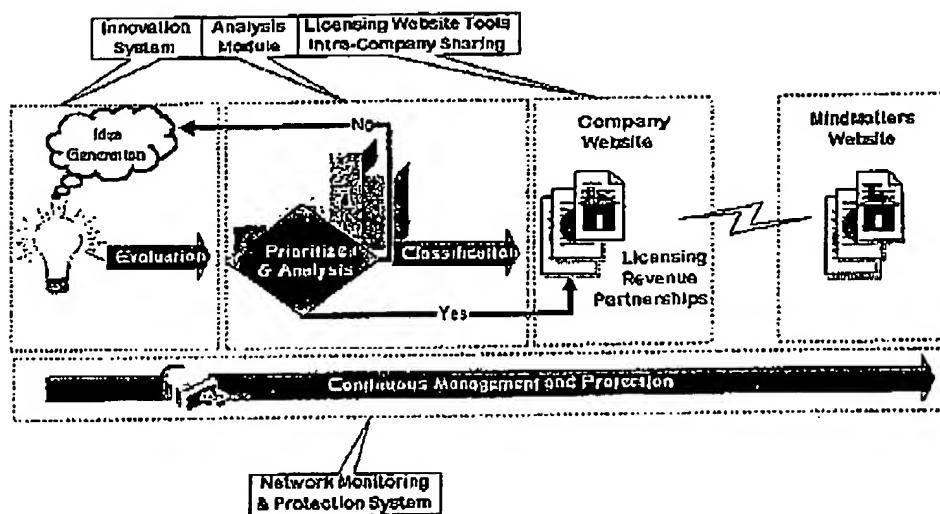 Innovation
System
Analysis
Module
Licensing Website Tools
Intra-Company Sharing
Idea
Generation
No
Company
Website
MindMatters
Website
Evaluation
Prioritized
& Analysis
Classification
Licensing
Revenue
Partnerships
Yes
Continuous Management and Protection
Network Monitoring
& Protection System